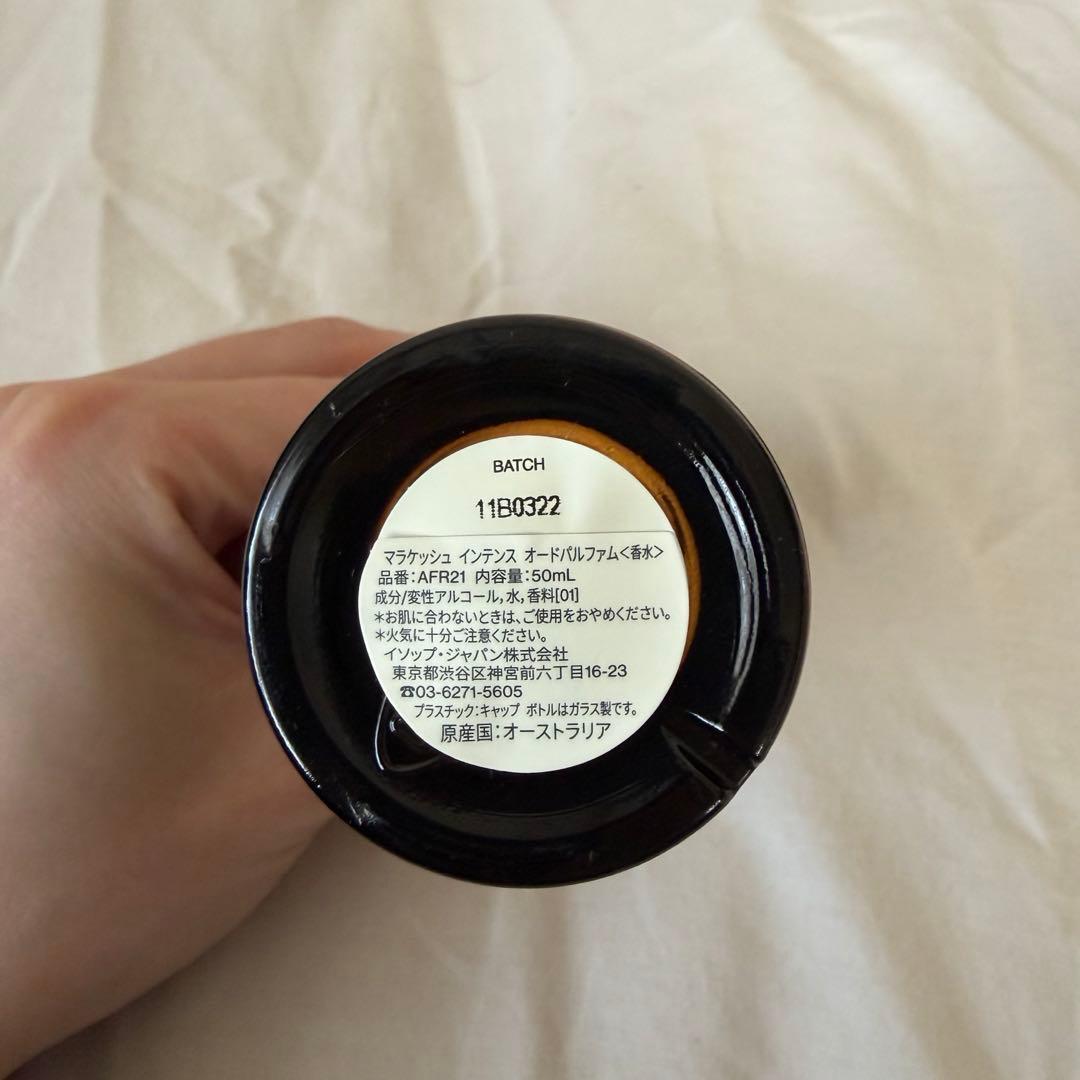 BATCH
11B0322
マラケッシュ インテンス オードパルファム<香水>
品番:AFR21 内容量:50mL
成分/変性アルコール,水,香料[01]
*お肌に合わないときは、ご使用をおやめください。
*火気に十分ご注意ください。
イソップ・ジャパン株式会社
東京都渋谷区神宮前六丁目16-23
☎03-6271-5605
プラスチック:キャップ ボトルはガラス製です。
原産国:オーストラリア